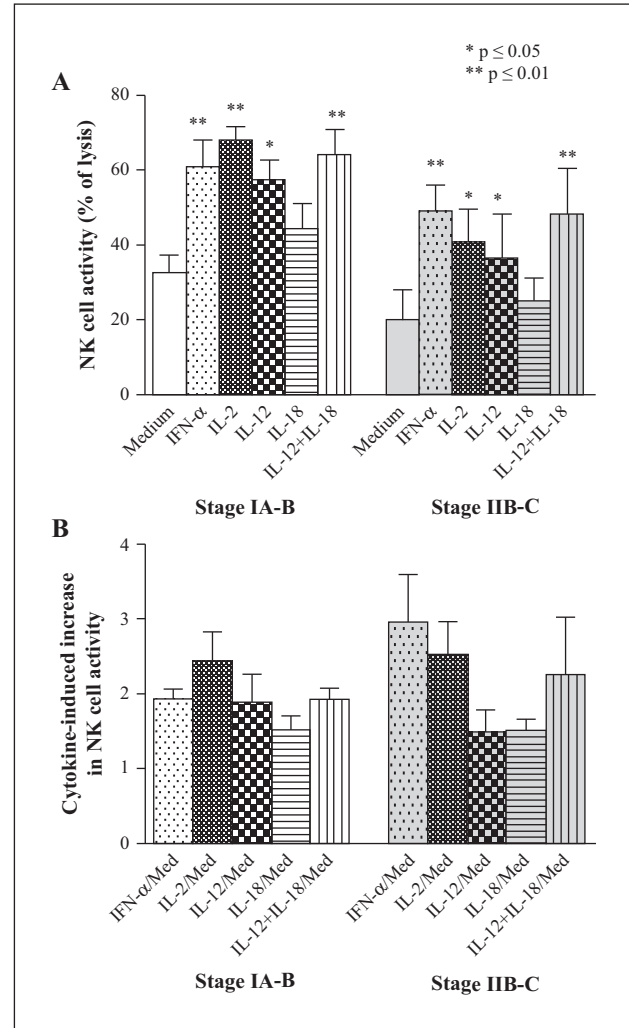 * p ≤ 0.05
** p ≤ 0.01
A
NK cell activity (% of lysis)
80
60
40
20
0
** ** * ** ** * * **
Medium IFN-α IL-2 IL-12 IL-18 IL-12+IL-18 Medium IFN-α IL-2 IL-12 IL-18 IL-12+IL-18
Stage IA-B Stage IIB-C
B
Cytokine-induced increase
in NK cell activity
4
3
2
1
0
IFN-α/Med IL-2/Med IL-12/Med IL-18/Med IL-12+IL-18/Med IFN-α/Med IL-2/Med IL-12/Med IL-18/Med IL-12+IL-18/Med
Stage IA-B Stage IIB-C